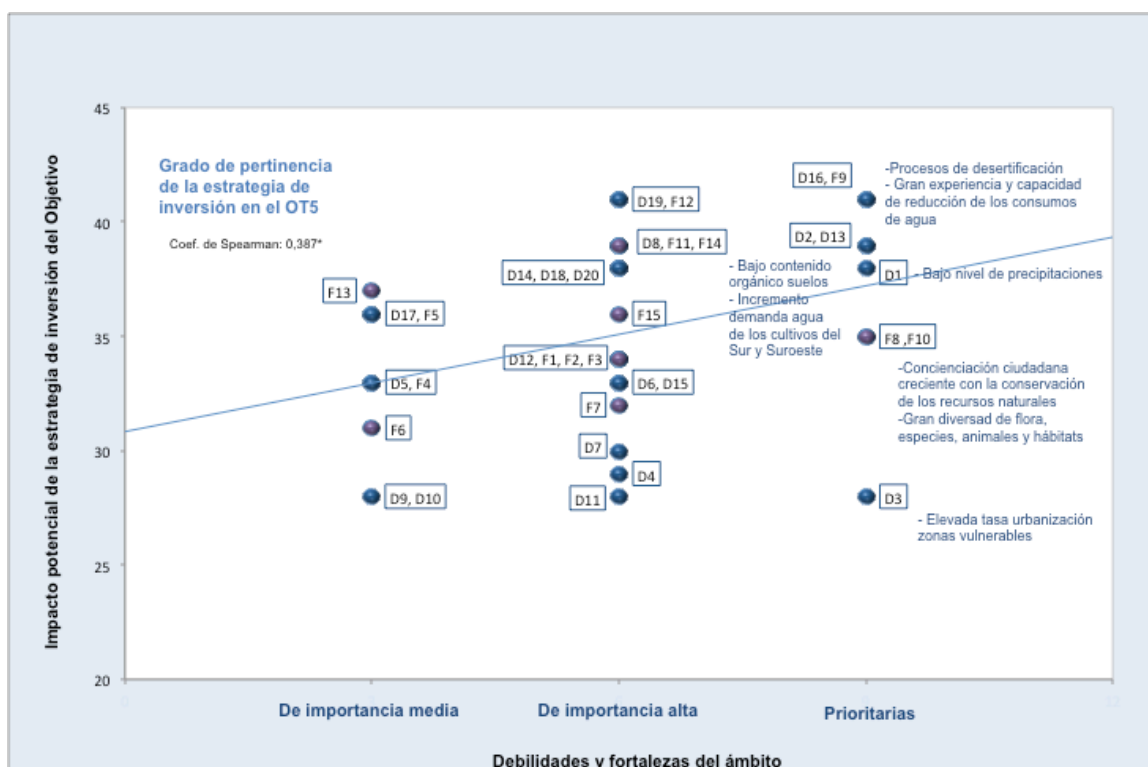 45
40
35
30
25
20
Impacto potencial de la estrategia de inversión del Objetivo
Grado de pertinencia
de la estrategia de
inversión en el OT5
Coef. de Spearman: 0,387*
F13
D17, F5
D5, F4
F6
D9, D10
D19, F12
D8, F11, F14
D14, D18, D20
F15
D12, F1, F2, F3
D6, D15
F7
D7
D4
D11
- Bajo contenido
orgánico suelos
- Incremento
demanda agua
de los cultivos del
Sur y Suroeste
D16, F9
-Procesos de desertificación
- Gran experiencia y capacidad
de reducción de los consumos
de agua
D2, D13
D1
- Bajo nivel de precipitaciones
F8 ,F10
-Concienciación ciudadana
creciente con la conservación
de los recursos naturales
-Gran diversad de flora,
especies, animales y hábitats
D3
- Elevada tasa urbanización
zonas vulnerables
0
12
De importancia media
De importancia alta
Prioritarias
Debilidades y fortalezas del ámbito